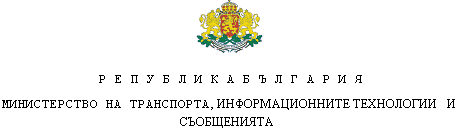 Р Е П У Б Л И К А Б Ъ Л Г А Р И Я
МИНИСТЕРСТВО НА ТРАНСПОРТА, ИНФОРМАЦИОННИТЕ ТЕХНОЛОГИИ И
СЪОБЩЕНИЯТА